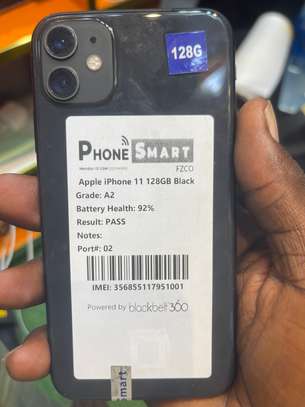 128G
PHONE SMART
FZCO
Apple iPhone 11 128GB Black
Grade: A2
Battery Health: 92%
Result: PASS
Notes:
Port#: 02
IMEI: 356855117951001
Powered by blackbelt360
Smart